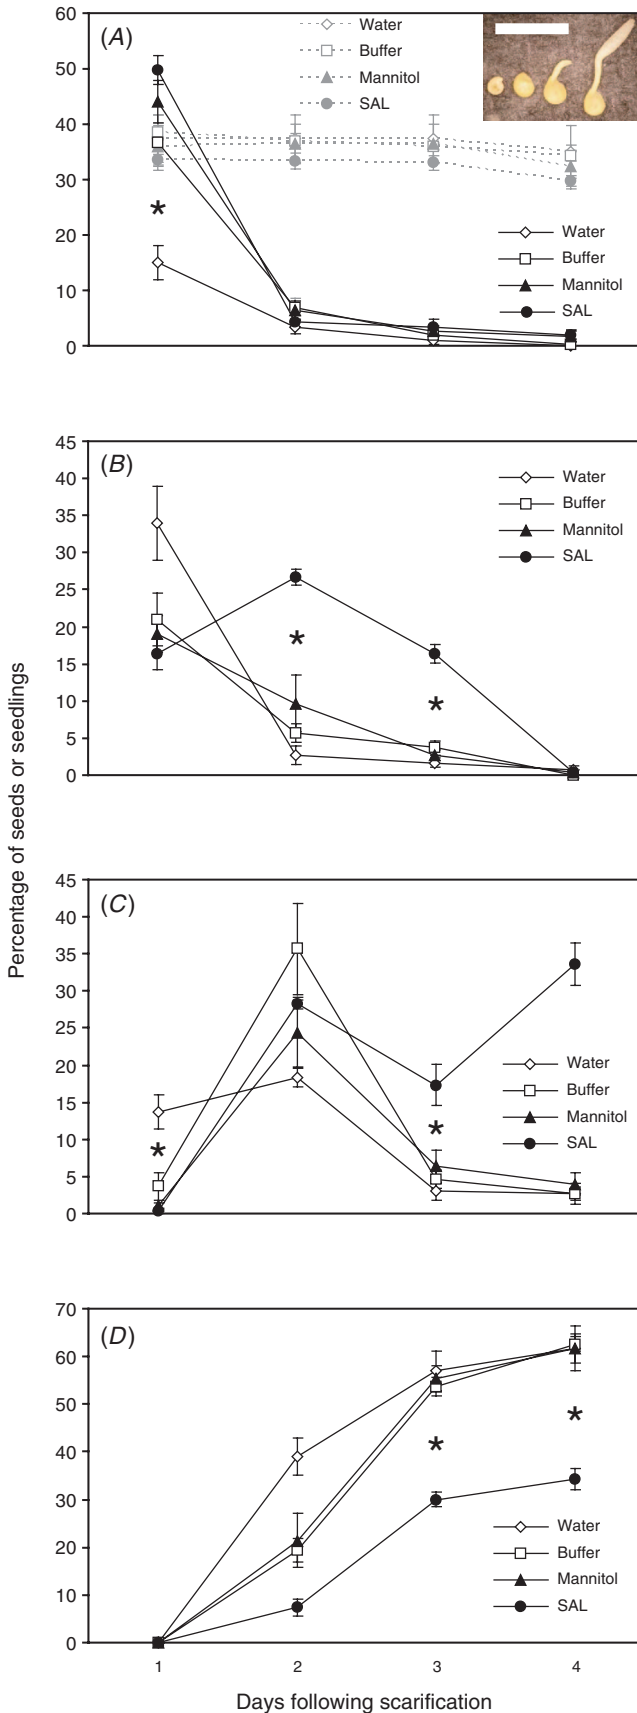 Percentage of seeds or seedlings
(A)
60
50
40
30
20
10
0
Water
Buffer
Mannitol
SAL
*
Water
Buffer
Mannitol
SAL
(B)
45
40
35
30
25
20
15
10
5
0
Water
Buffer
Mannitol
SAL
*
*
(C)
45
40
35
30
25
20
15
10
5
0
Water
Buffer
Mannitol
SAL
*
*
(D)
70
60
50
40
30
20
10
0
*
*
Water
Buffer
Mannitol
SAL
1 2 3 4
Days following scarification